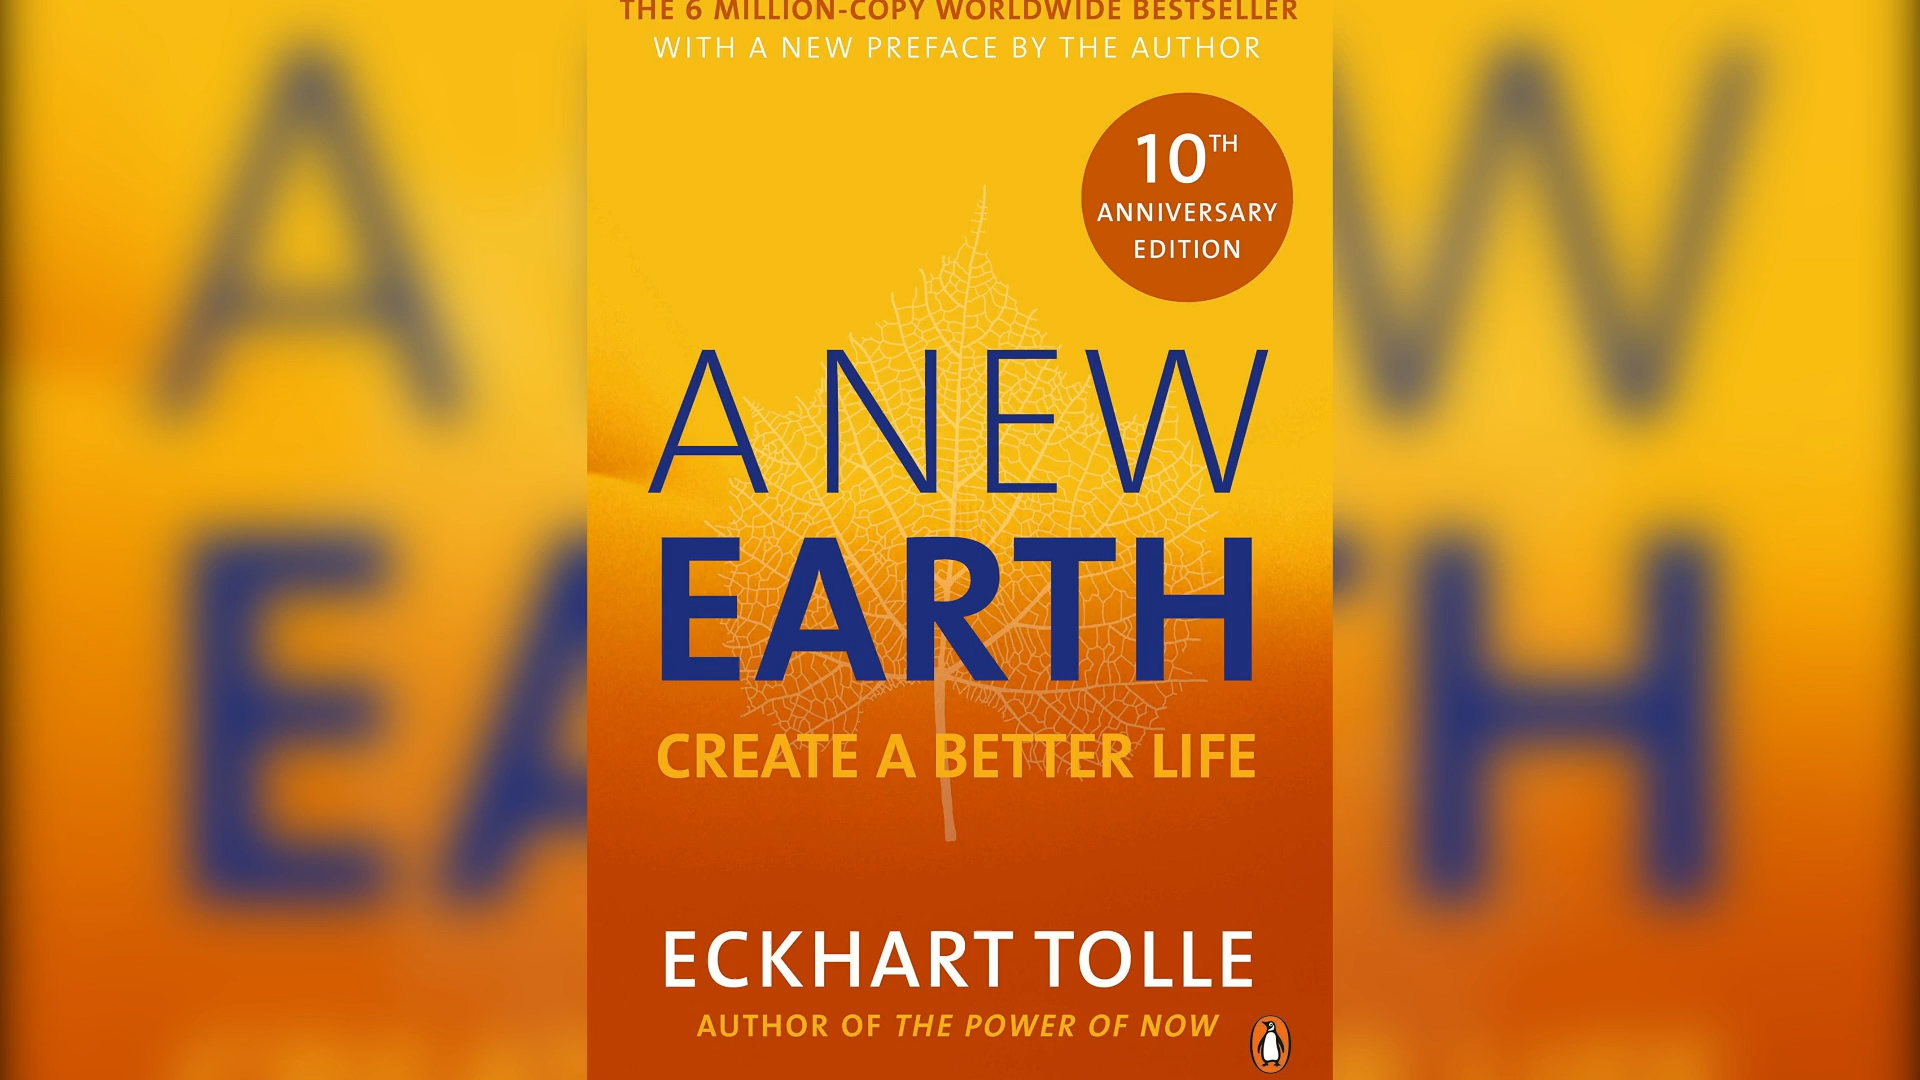 THE 6 MILLION-COPY WORLDWIDE BESTSELLER
WITH A NEW PREFACE BY THE AUTHOR
10TH
ANNIVERSARY
EDITION
A NEW
EARTH
CREATE A BETTER LIFE
ECKHART TOLLE
AUTHOR OF THE POWER OF NOW